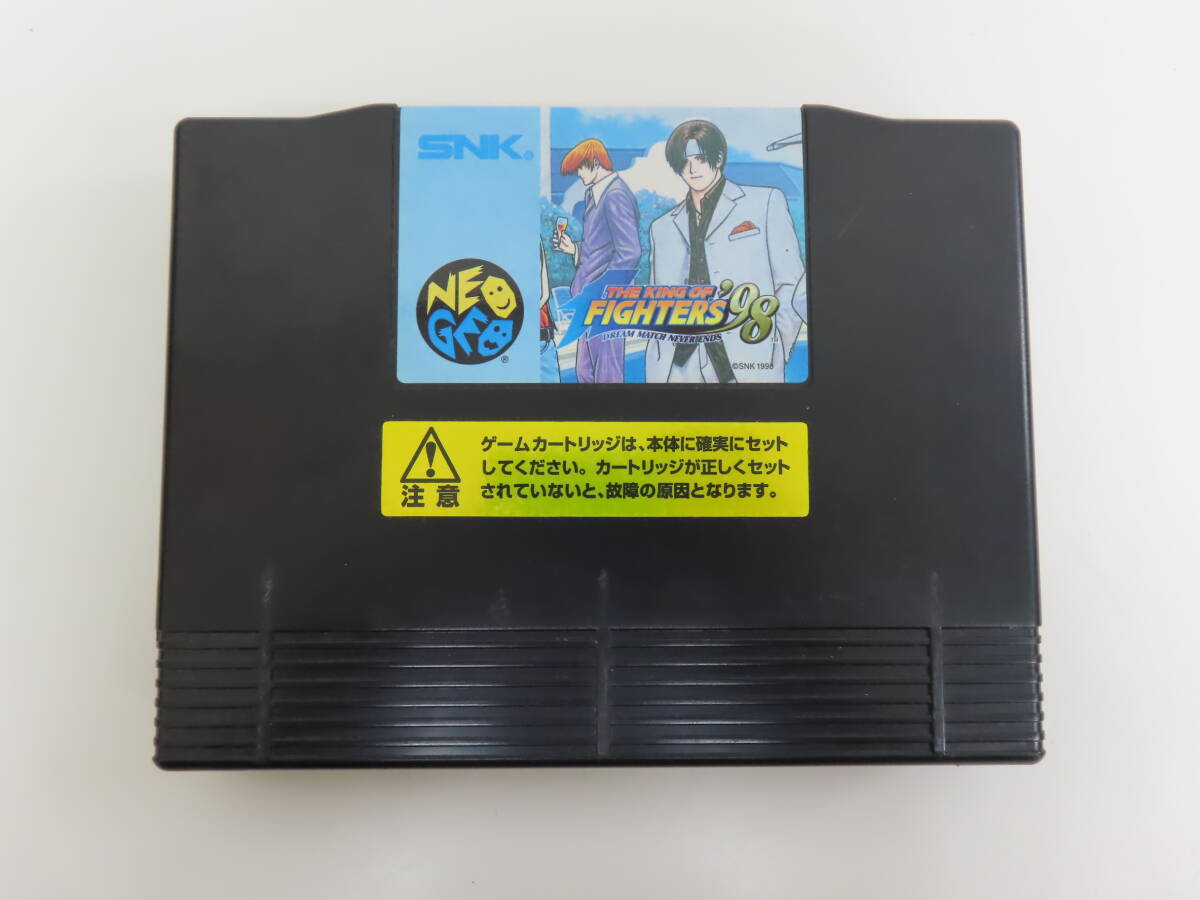 SNK®
NEO
GEO®
THE KING OF
FIGHTERS '98
DREAM MATCH NEVER ENDS
TM
©SNK 1998
ゲームカートリッジは、本体に確実にセット
してください。カートリッジが正しくセット
されていないと、故障の原因となります。
注意